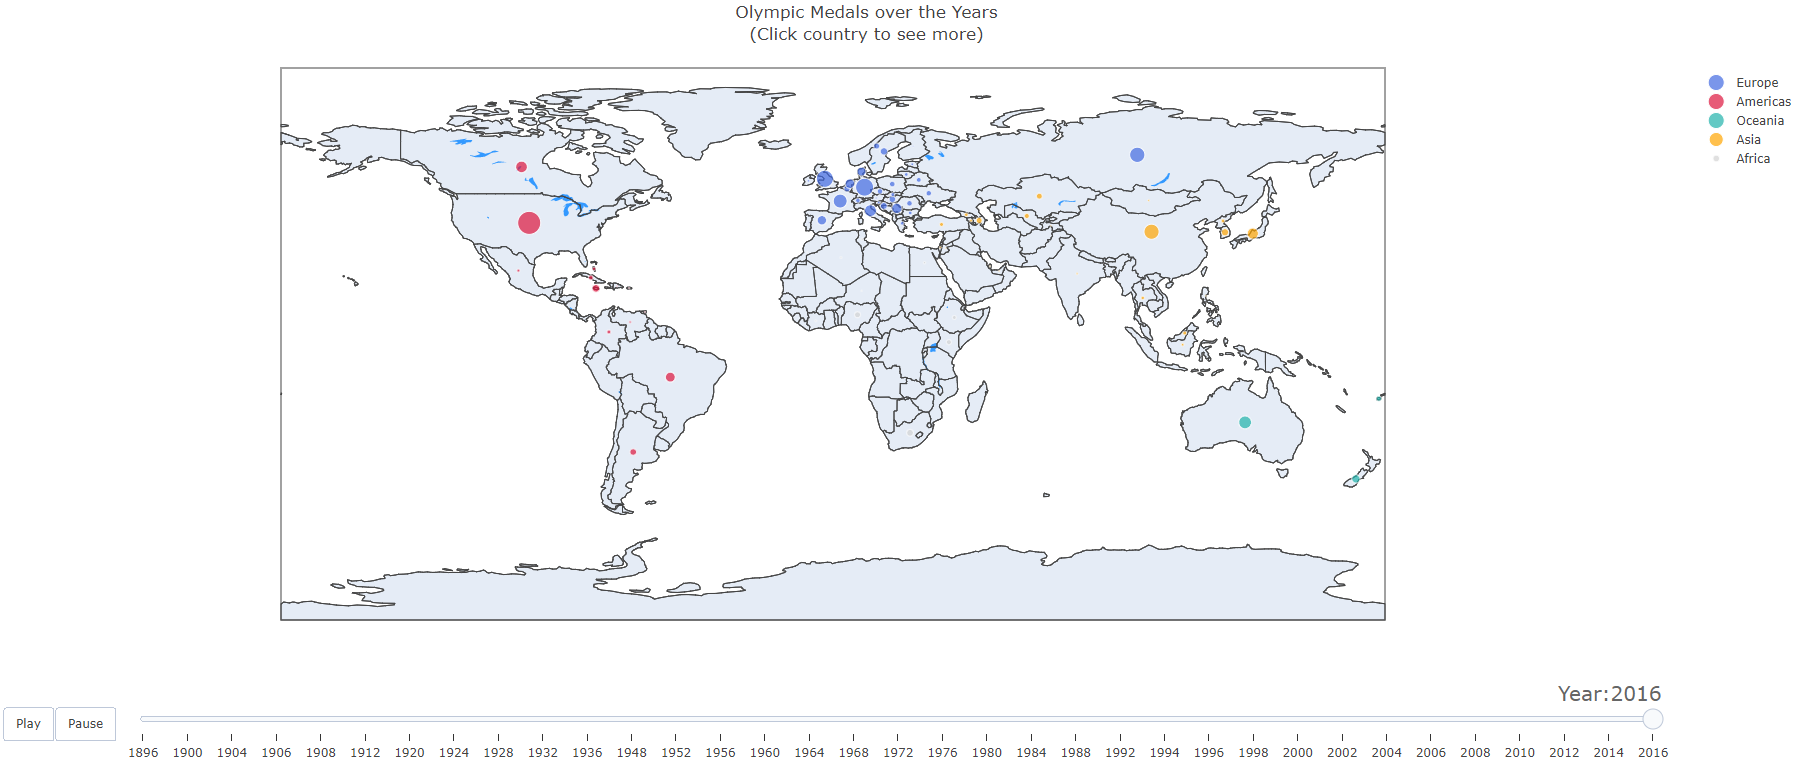 Olympic Medals over the Years
(Click country to see more)
Europe
Americas
Oceania
Asia
Africa
Year:2016
Play Pause
1896 1900 1904 1906 1908 1912 1920 1924 1928 1932 1936 1948 1952 1956 1960 1964 1968 1972 1976 1980 1984 1988 1992 1994 1996 1998 2000 2002 2004 2006 2008 2010 2012 2014 2016